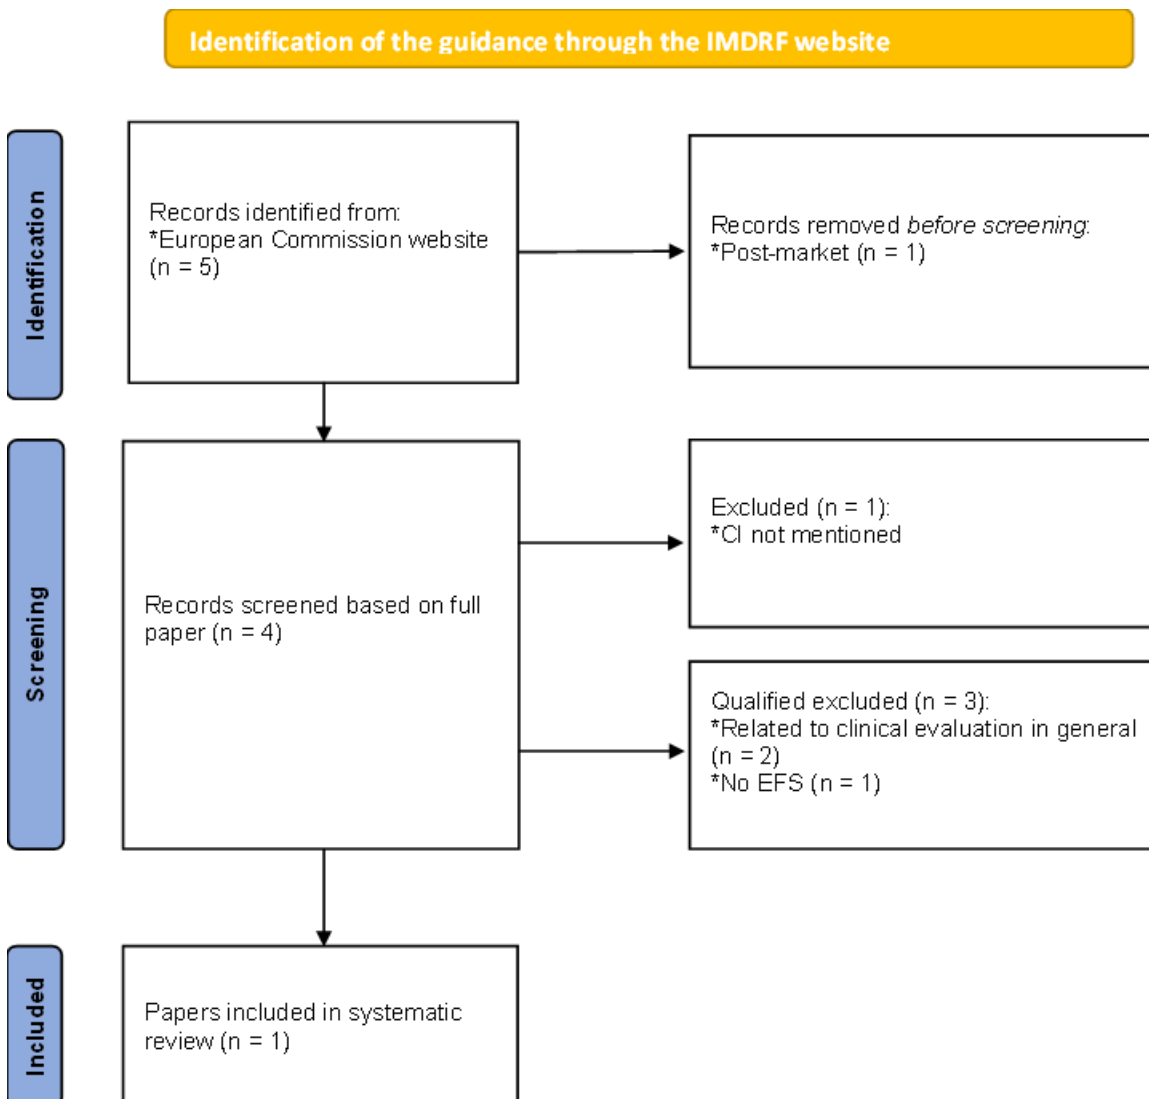 Identification of the guidance through the IMDRF website
Identification
Records identified from:
*European Commission website
(n = 5)
Records removed before screening:
*Post-market (n = 1)
Screening
Records screened based on full
paper (n = 4)
Excluded (n = 1):
*CI not mentioned
Qualified excluded (n = 3):
*Related to clinical evaluation in general
(n = 2)
*No EFS (n = 1)
Included
Papers included in systematic
review (n = 1)